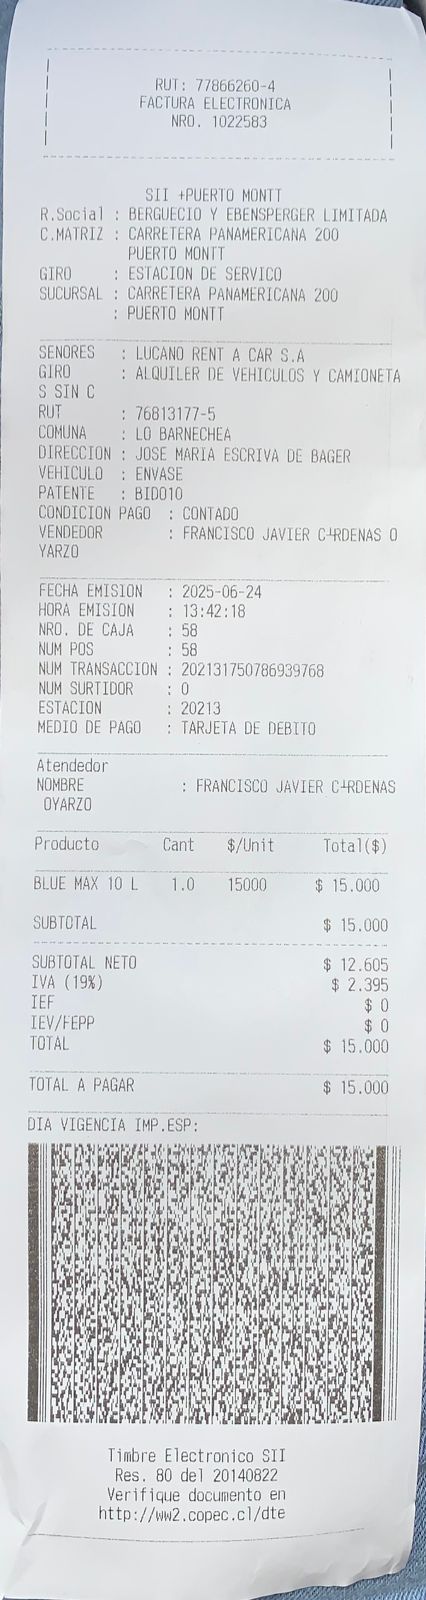 RUT: 77866260-4
FACTURA ELECTRONICA
NRO. 1022583
SII +PUERTO MONTT
R.Social : BERGUECIO Y EBENSPERGER LIMITADA
C.MATRIZ : CARRETERA PANAMERICANA 200
PUERTO MONTT
GIRO : ESTACION DE SERVICO
SUCURSAL : CARRETERA PANAMERICANA 200
: PUERTO MONTT
SENORES : LUCANO RENT A CAR S.A
GIRO : ALQUILER DE VEHICULOS Y CAMIONETA
S SIN C
RUT : 76813177-5
COMUNA : LO BARNECHEA
DIRECCION : JOSE MARIA ESCRIVA DE BAGER
VEHICULO : ENVASE
PATENTE : BID010
CONDICION PAGO : CONTADO
VENDEDOR : FRANCISCO JAVIER C┴RDENAS O
YARZO
FECHA EMISION : 2025-06-24
HORA EMISION : 13:42:18
NRO. DE CAJA : 58
NUM POS : 58
NUM TRANSACCION : 202131750786939768
NUM SURTIDOR : 0
ESTACION : 20213
MEDIO DE PAGO : TARJETA DE DEBITO
Atendedor
NOMBRE : FRANCISCO JAVIER C┴RDENAS
OYARZO
Producto Cant $/Unit Total($)
BLUE MAX 10 L 1.0 15000 $ 15.000
SUBTOTAL $ 15.000
SUBTOTAL NETO $ 12.605
IVA (19%) $ 2.395
IEF $ 0
IEV/FEPP $ 0
TOTAL $ 15.000
TOTAL A PAGAR $ 15.000
DIA VIGENCIA IMP.ESP:
Timbre Electronico SII
Res. 80 del 20140822
Verifique documento en
http://ww2.copec.cl/dte